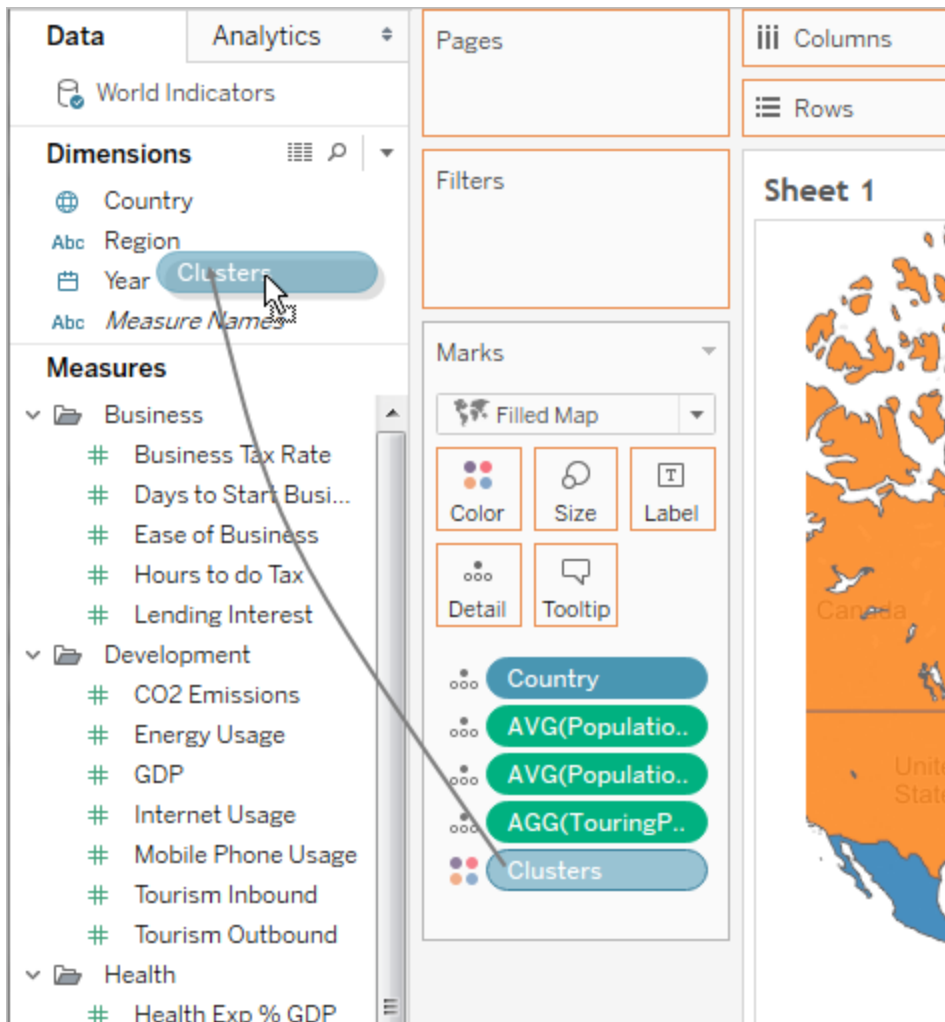 Data
Analytics
World Indicators
Dimensions
Country
Abc Region
Year
Clusters
Abc Measure Names
Measures
Business
Business Tax Rate
Days to Start Busi...
Ease of Business
Hours to do Tax
Lending Interest
Development
CO2 Emissions
Energy Usage
GDP
Internet Usage
Mobile Phone Usage
Tourism Inbound
Tourism Outbound
Health
Health Exp % GDP
Pages
Filters
Marks
Filled Map
Color Size T Label
Detail Tooltip
Country
AVG(Populatio..
AVG(Populatio..
AGG(TouringP..
Clusters
Columns
Rows
Sheet 1
Canada